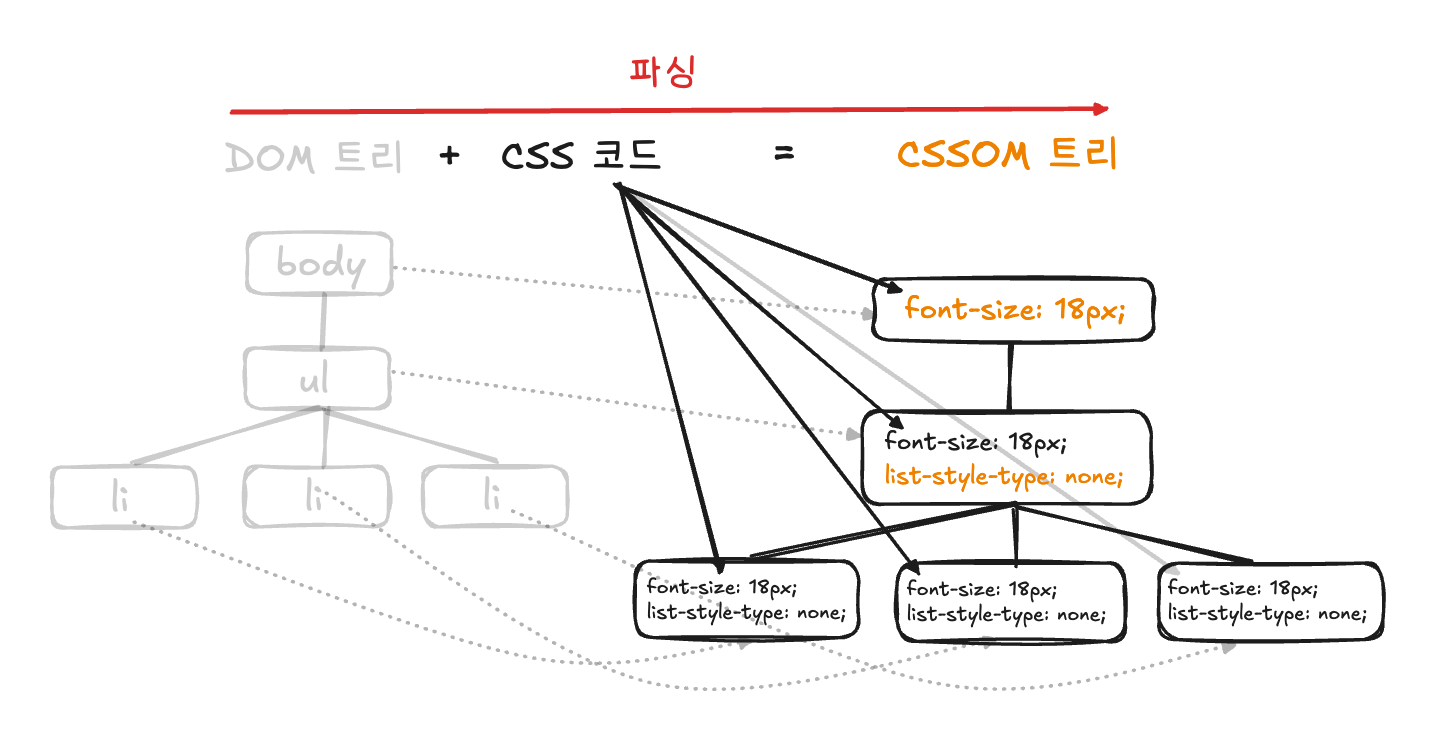 파싱
DOM 트리 + CSS 코드 = CSSOM 트리
body
ul
li li li
font-size: 18px;
font-size: 18px;
list-style-type: none;
font-size: 18px;
list-style-type: none;
font-size: 18px;
list-style-type: none;
font-size: 18px;
list-style-type: none;